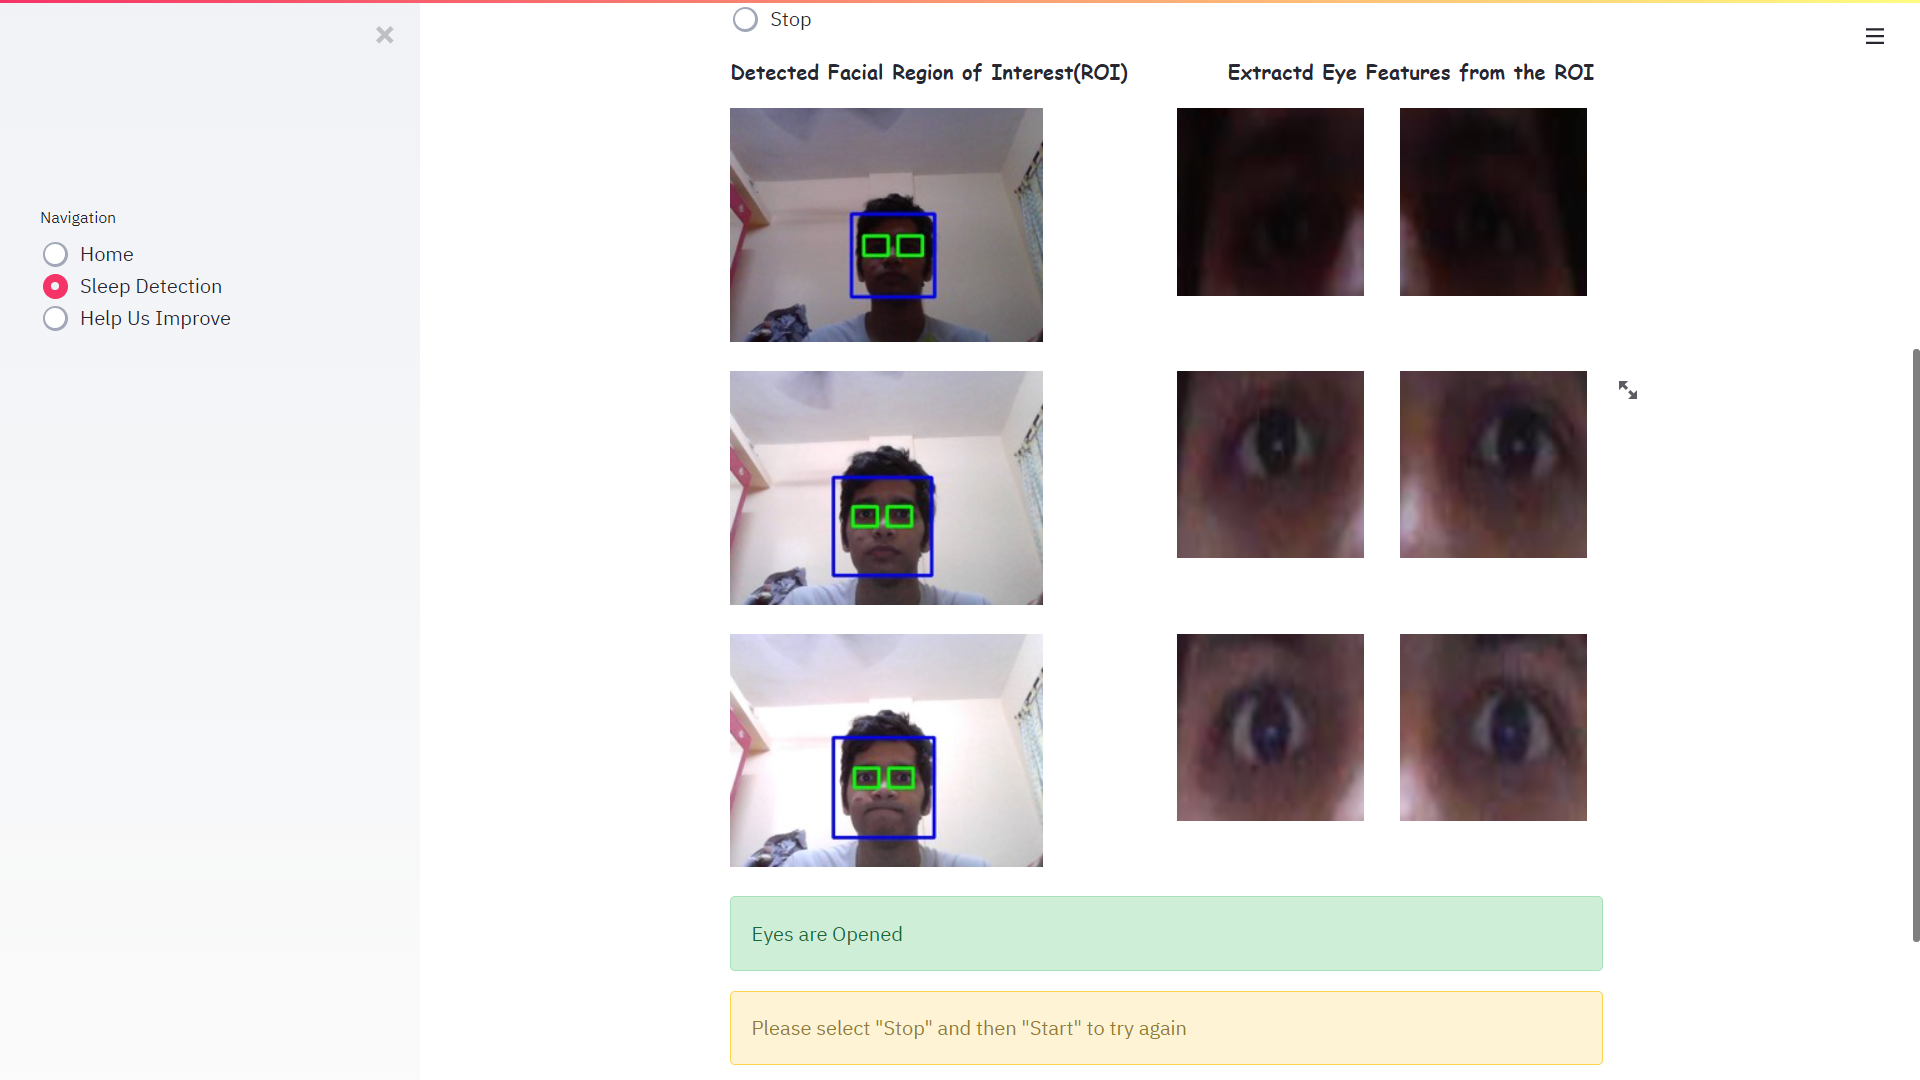 Stop
Detected Facial Region of Interest(ROI)
Extractd Eye Features from the ROI
Navigation
Home
Sleep Detection
Help Us Improve
Eyes are Opened
Please select "Stop" and then "Start" to try again